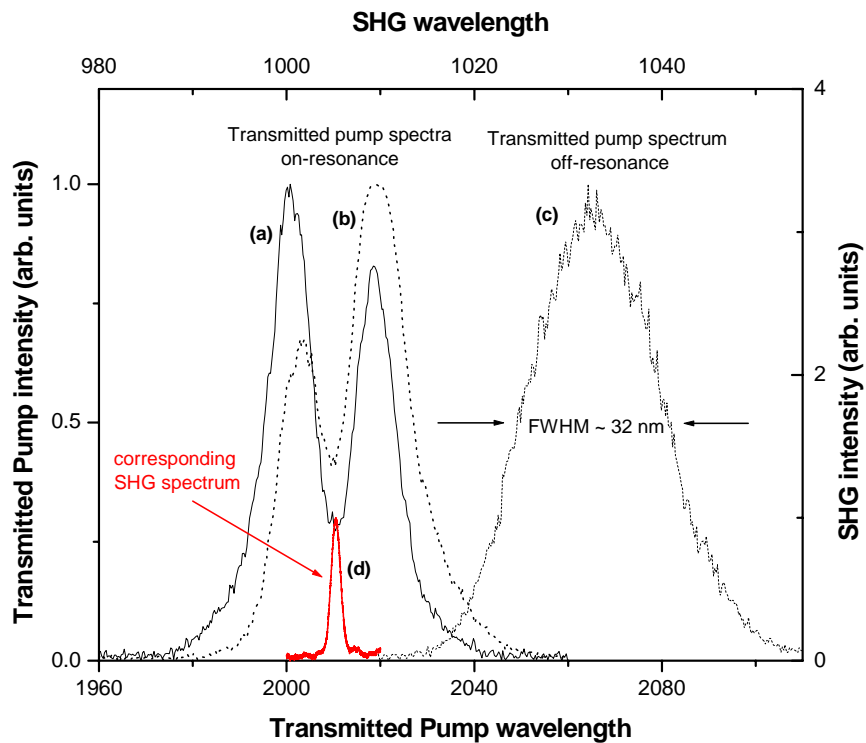 SHG wavelength
980 1000 1020 1040
Transmitted pump spectra
on-resonance
Transmitted pump spectrum
off-resonance
(a)
(b)
(c)
FWHM ~ 32 nm
corresponding
SHG spectrum
(d)
Transmitted Pump intensity (arb. units)
1.0
0.5
0.0
SHG intensity (arb. units)
4
2
0
1960 2000 2040 2080
Transmitted Pump wavelength